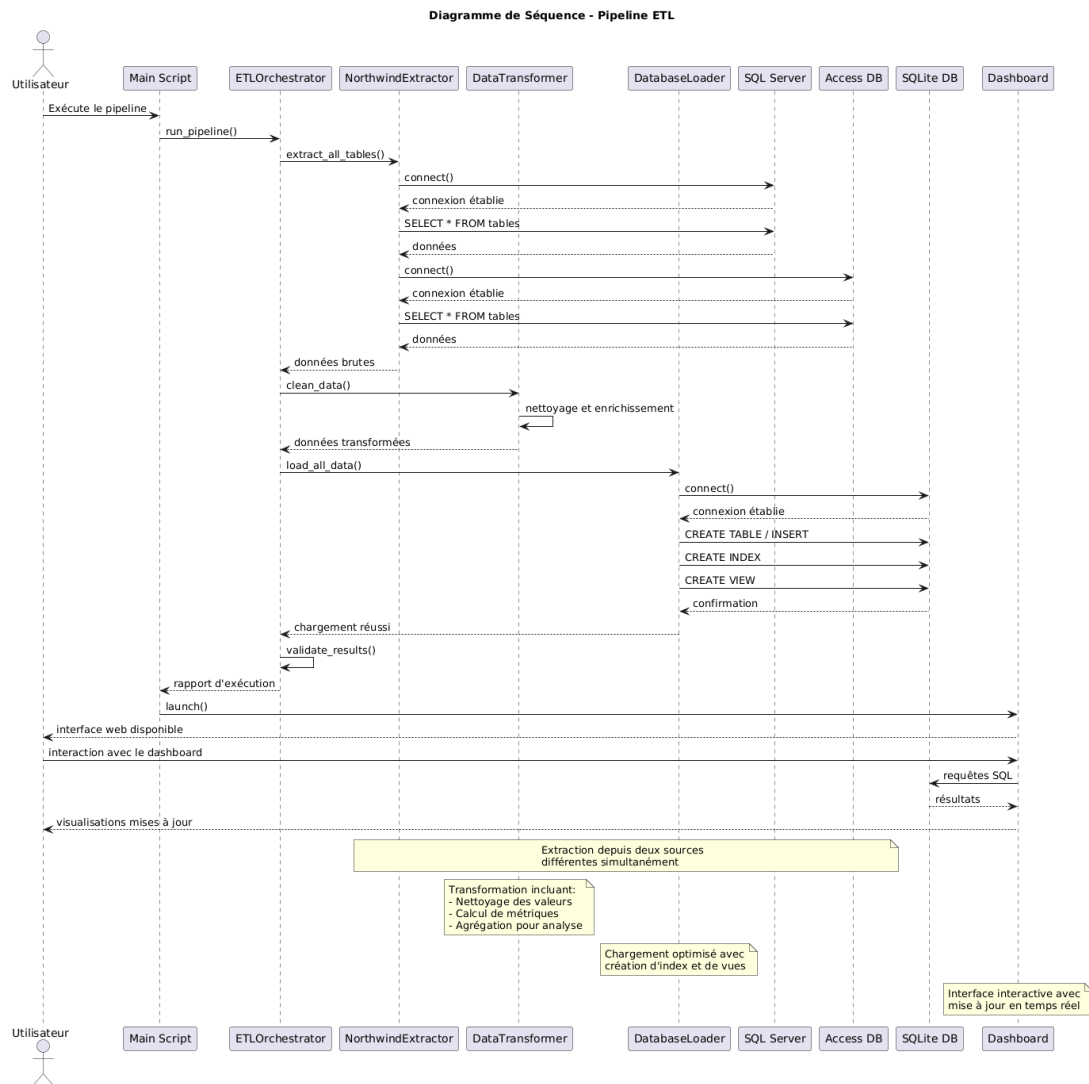 Diagramme de Séquence - Pipeline ETL
Utilisateur
Main Script
ETLOrchestrator
NorthwindExtractor
DataTransformer
DatabaseLoader
SQL Server
Access DB
SQLite DB
Dashboard
Exécute le pipeline
run_pipeline()
extract_all_tables()
connect()
connexion établie
SELECT * FROM tables
données
connect()
connexion établie
SELECT * FROM tables
données
données brutes
clean_data()
nettoyage et enrichissement
données transformées
load_all_data()
connect()
connexion établie
CREATE TABLE / INSERT
CREATE INDEX
CREATE VIEW
confirmation
chargement réussi
validate_results()
rapport d'exécution
launch()
interface web disponible
interaction avec le dashboard
requêtes SQL
résultats
visualisations mises à jour
Extraction depuis deux sources
différentes simultanément
Transformation incluant:
- Nettoyage des valeurs
- Calcul de métriques
- Agrégation pour analyse
Chargement optimisé avec
création d'index et de vues
Interface interactive avec
mise à jour en temps réel
Utilisateur
Main Script
ETLOrchestrator
NorthwindExtractor
DataTransformer
DatabaseLoader
SQL Server
Access DB
SQLite DB
Dashboard